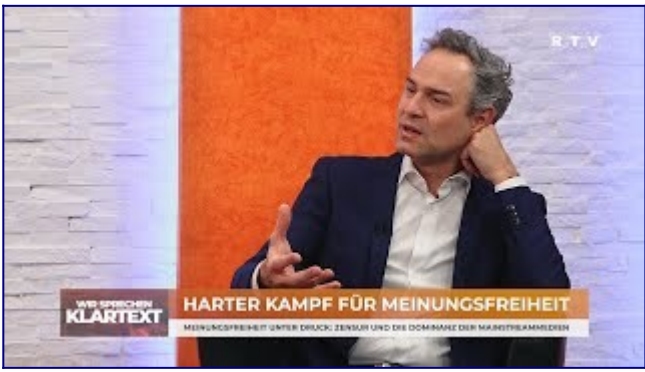 R T V
WIR SPRECHEN
KLARTEXT
HARTER KAMPF FÜR MEINUNGSFREIHEIT
MEINUNGSFREIHEIT UNTER DRUCK: ZENSUR UND DIE DOMINANZ DER MAINSTREAMMEDIEN